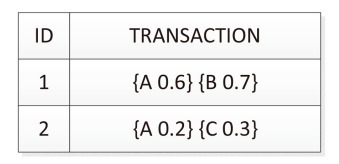 ID TRANSACTION
1 {A 0.6} {B 0.7}
2 {A 0.2} {C 0.3}